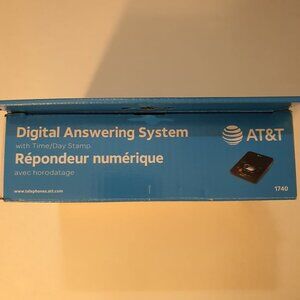 Digital Answering System
with Time/Day Stamp
Répondeur numérique
avec horodatage
www.telephones.att.com
AT&T
1740